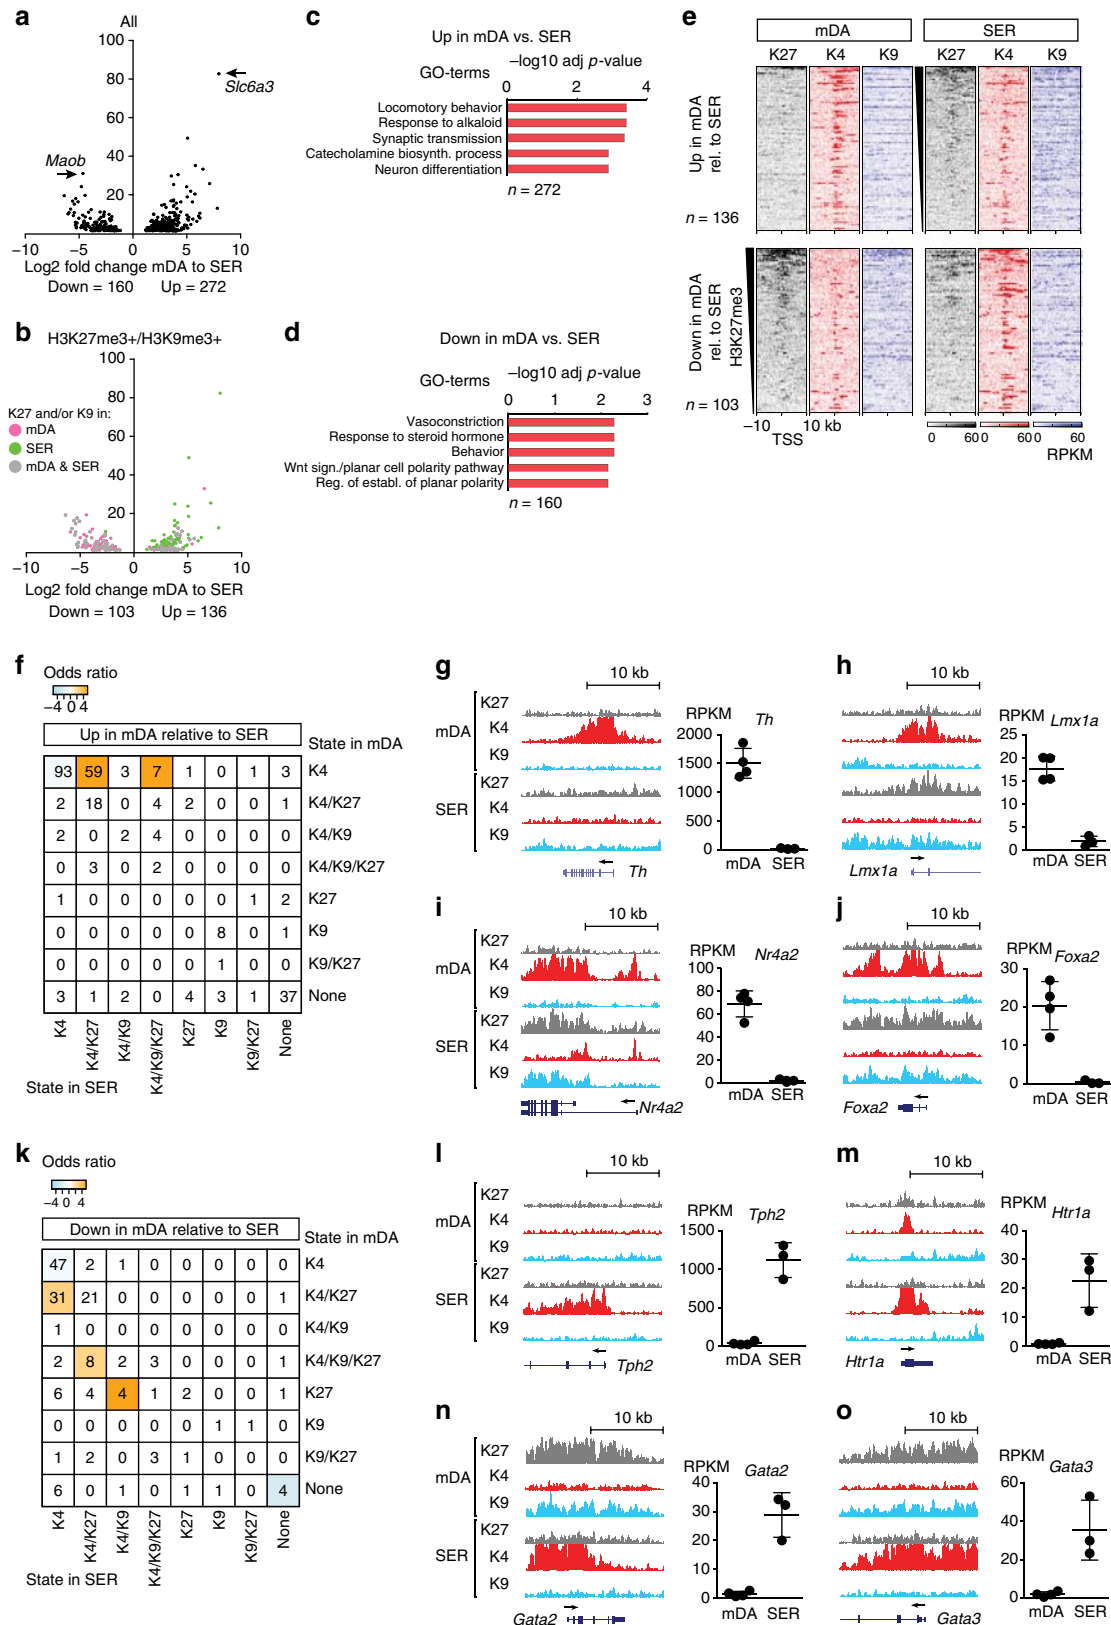 a
All
100
80
60
40
20
Slc6a3
Maob
−10 −5 0 5 10
Log2 fold change mDA to SER
Down = 160 Up = 272
b
H3K27me3+/H3K9me3+
100
80
60
40
20
K27 and/or K9 in:
mDA
SER
mDA & SER
−10 −5 0 5 10
Log2 fold change mDA to SER
Down = 103 Up = 136
c
Up in mDA vs. SER
−log10 adj p-value
GO-terms
0 2 4
Locomotory behavior
Response to alkaloid
Synaptic transmission
Catecholamine biosynth. process
Neuron differentiation
n = 272
d
Down in mDA vs. SER
−log10 adj p-value
GO-terms
0 1 2 3
Vasoconstriction
Response to steroid hormone
Behavior
Wnt sign./planar cell polarity pathway
Reg. of establ. of planar polarity
n = 160
e
mDA SER
K27 K4 K9 K27 K4 K9
Up in mDA
rel. to SER
n = 136
Down in mDA
rel. to SER
H3K27me3
n = 103
−10 10 kb
TSS
0 60 0 60 0 60
RPKM
f
Odds ratio
−4 0 4
Up in mDA relative to SER
State in mDA
93 59 3 7 1 0 1 3 K4
2 18 0 4 2 0 0 1 K4/K27
2 0 2 4 0 0 0 0 K4/K9
0 3 0 2 0 0 0 0 K4/K9/K27
1 0 0 0 0 0 1 2 K27
0 0 0 0 0 8 0 1 K9
0 0 0 0 0 1 0 0 K9/K27
3 1 2 0 4 3 1 37 None
K4 K4/K27 K4/K9 K4/K9/K27 K27 K9 K9/K27 None
State in SER
g
10 kb
mDA
K27
K4
K9
SER
K27
K4
K9
Th
RPKM Th
2000
1500
1000
500
0
mDA SER
h
10 kb
Lmx1a
RPKM Lmx1a
25
20
15
10
5
0
mDA SER
i
10 kb
mDA
K27
K4
K9
SER
K27
K4
K9
Nr4a2
RPKM Nr4a2
100
80
60
40
20
0
mDA SER
j
10 kb
Foxa2
RPKM Foxa2
30
20
10
0
mDA SER
k
Odds ratio
−4 0 4
Down in mDA relative to SER
State in mDA
47 2 1 0 0 0 0 0 K4
31 21 0 0 0 0 0 1 K4/K27
1 0 0 0 0 0 0 0 K4/K9
2 8 2 3 0 0 0 1 K4/K9/K27
6 4 4 1 2 0 0 1 K27
0 0 0 0 0 1 1 0 K9
1 2 0 3 1 0 0 0 K9/K27
6 0 1 0 1 1 0 4 None
K4 K4/K27 K4/K9 K4/K9/K27 K27 K9 K9/K27 None
State in SER
l
10 kb
mDA
K27
K4
K9
SER
K27
K4
K9
Tph2
RPKM Tph2
1500
1000
500
0
mDA SER
m
10 kb
Htr1a
RPKM Htr1a
40
30
20
10
0
mDA SER
n
10 kb
mDA
K27
K4
K9
SER
K27
K4
K9
Gata2
RPKM Gata2
40
30
20
10
0
mDA SER
o
10 kb
Gata3
RPKM Gata3
60
40
20
0
mDA SER